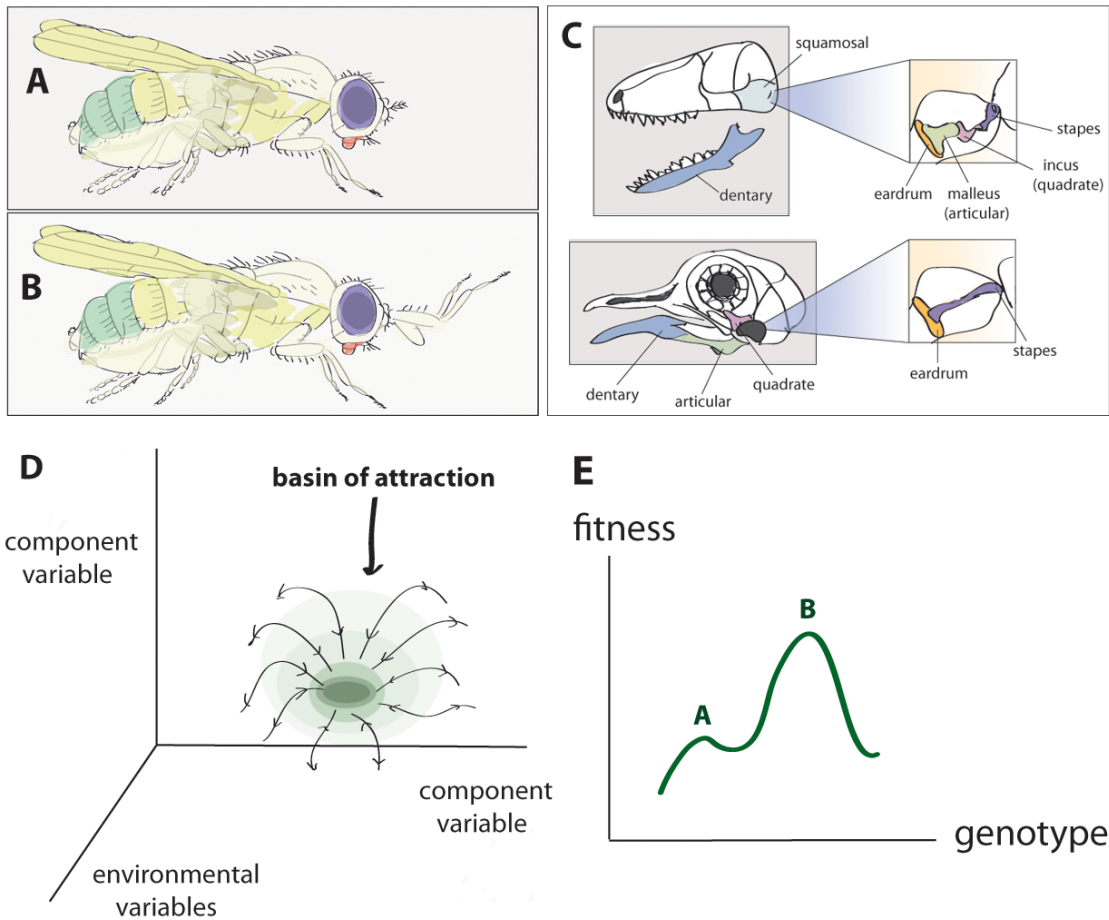 A
B
C
squamosal
dentary
eardrum
malleus
(articular)
incus
(quadrate)
stapes
dentary
articular
quadrate
eardrum
stapes
D
basin of attraction
component
variable
component
variable
environmental
variables
E
fitness
A
B
genotype